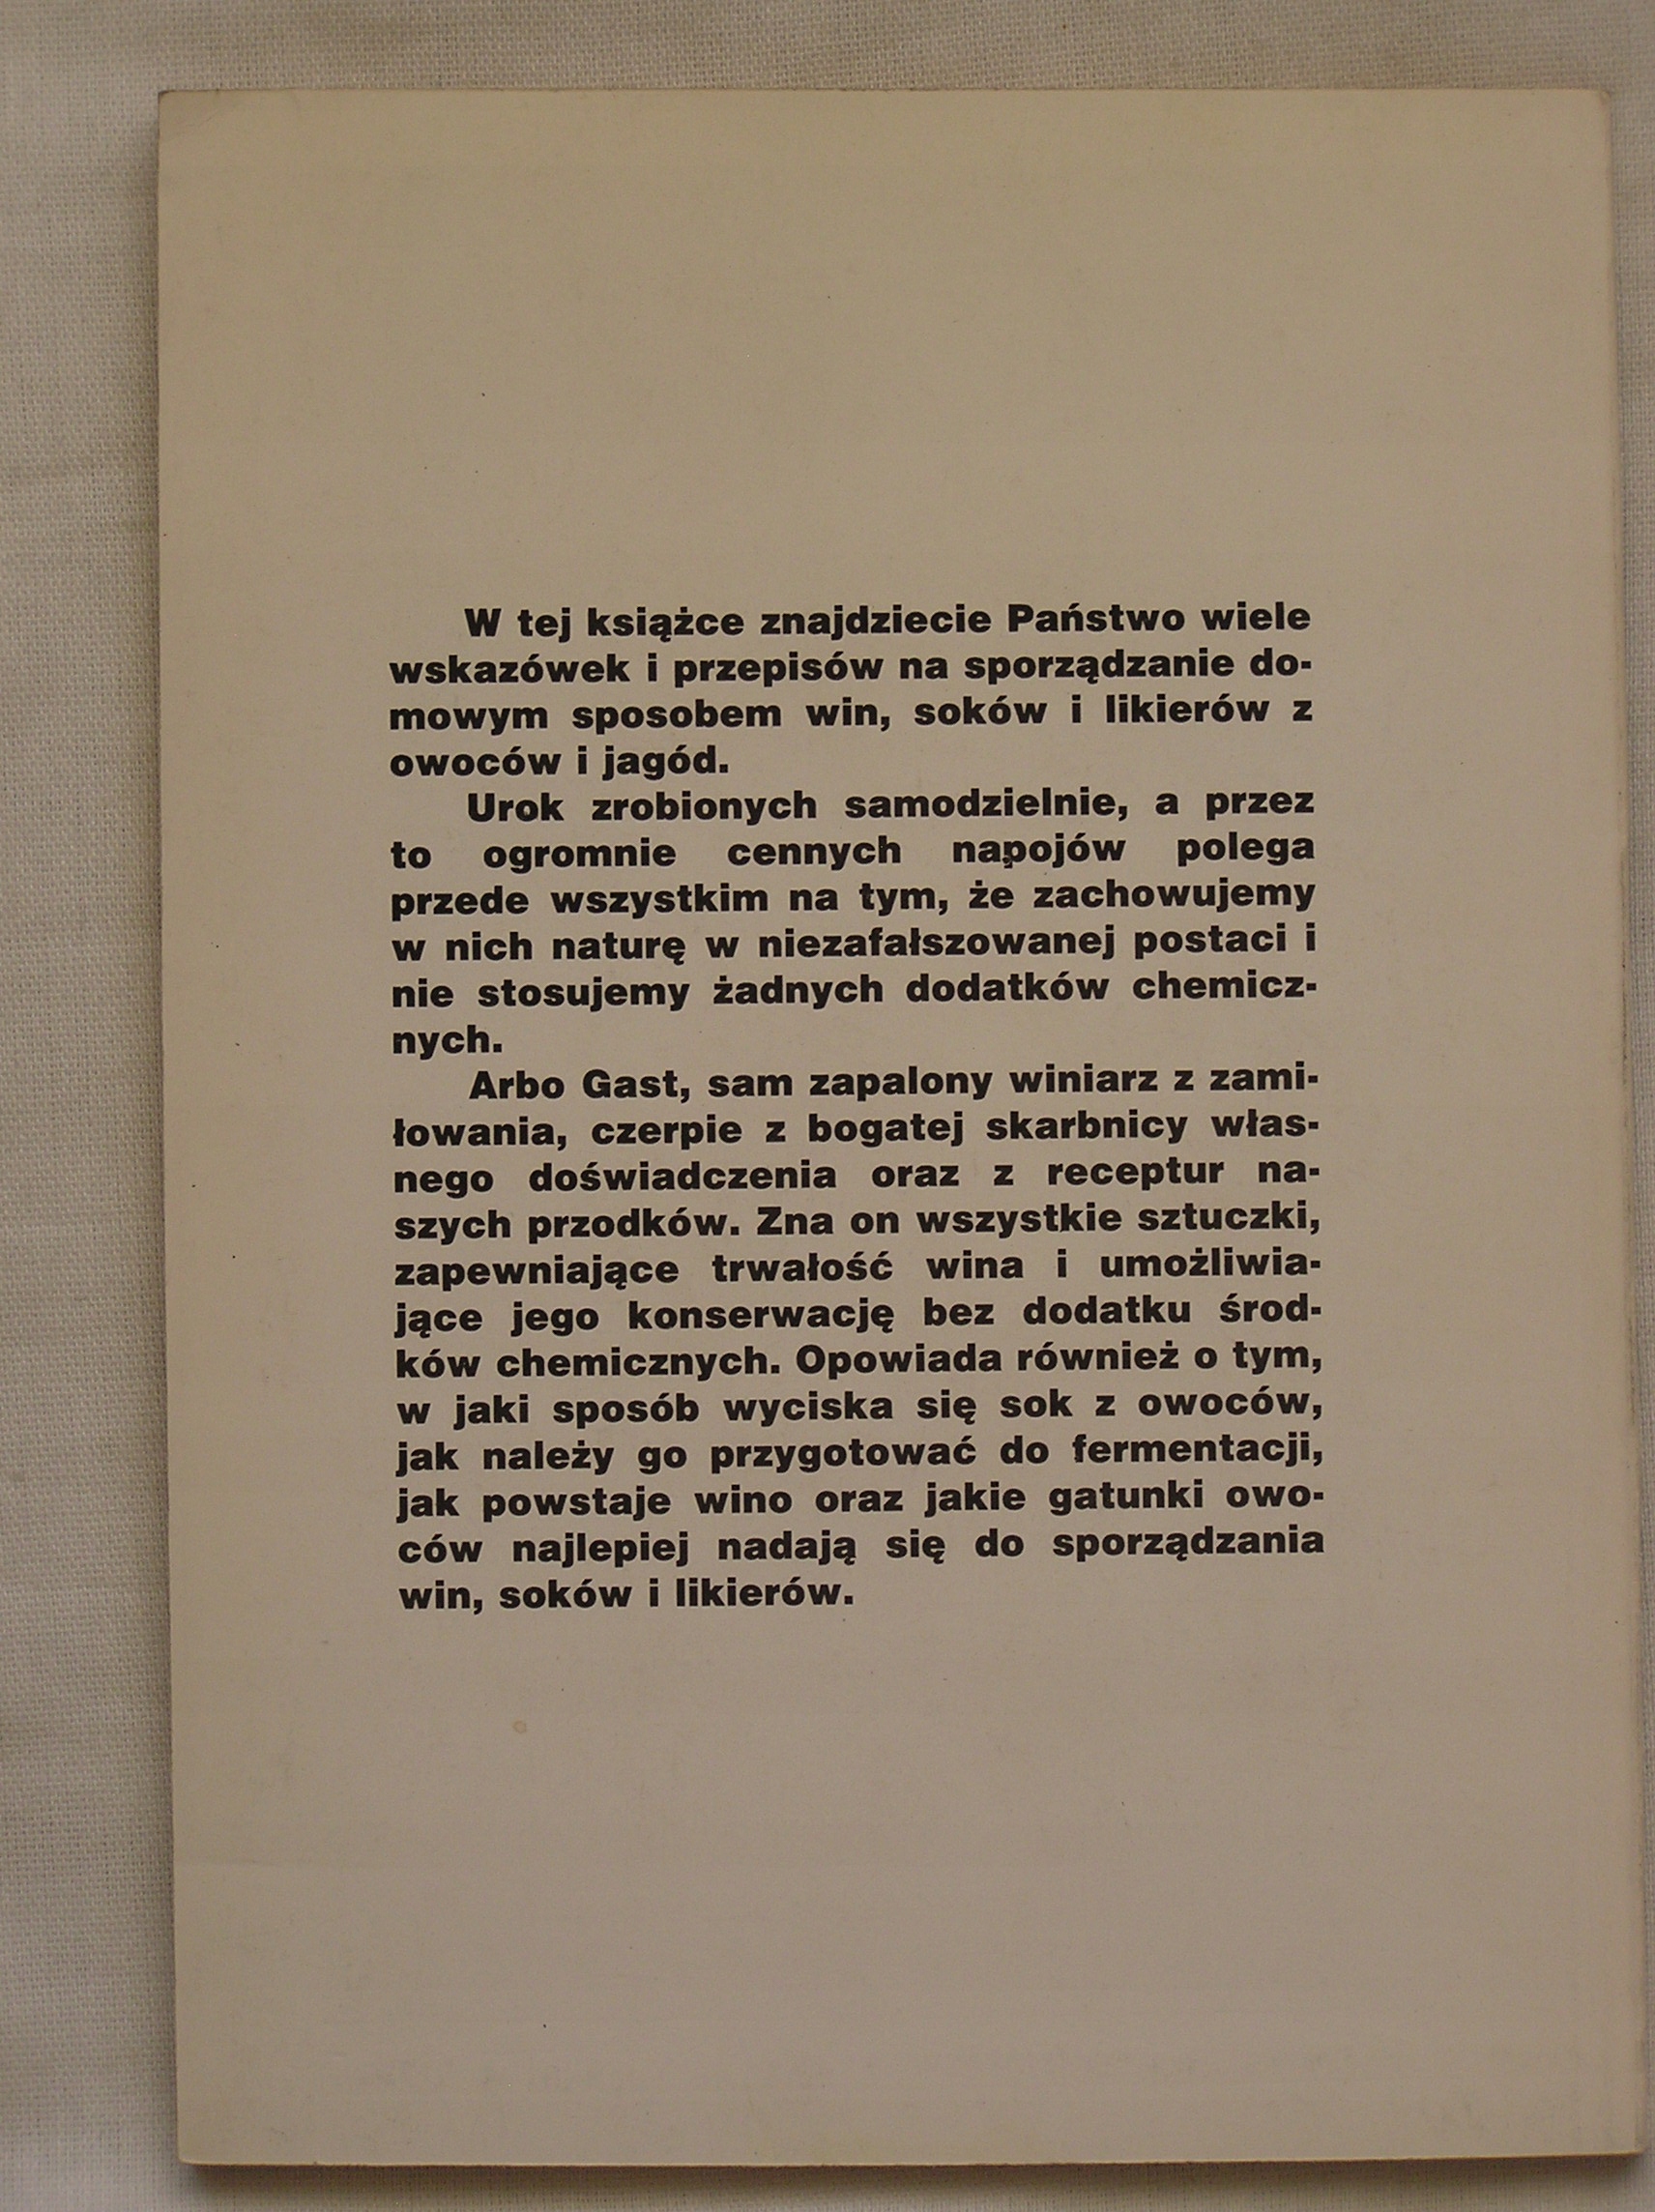 W tej książce znajdziecie Państwo wiele
wskazówek i przepisów na sporządzanie do-
mowym sposobem win, soków i likierów z
owoców i jagód.
Urok zrobionych samodzielnie, a przez
to ogromnie cennych napojów polega
przede wszystkim na tym, że zachowujemy
w nich naturę w niezafałszowanej postaci i
nie stosujemy żadnych dodatków chemicz-
nych.
Arbo Gast, sam zapalony winiarz z zami-
łowania, czerpie z bogatej skarbnicy włas-
nego doświadczenia oraz z receptur na-
szych przodków. Zna on wszystkie sztuczki,
zapewniające trwałość wina i umożliwia-
jące jego konserwację bez dodatku środ-
ków chemicznych. Opowiada również o tym,
w jaki sposób wyciska się sok z owoców,
jak należy go przygotować do fermentacji,
jak powstaje wino oraz jakie gatunki owo-
ców najlepiej nadają się do sporządzania
win, soków i likierów.